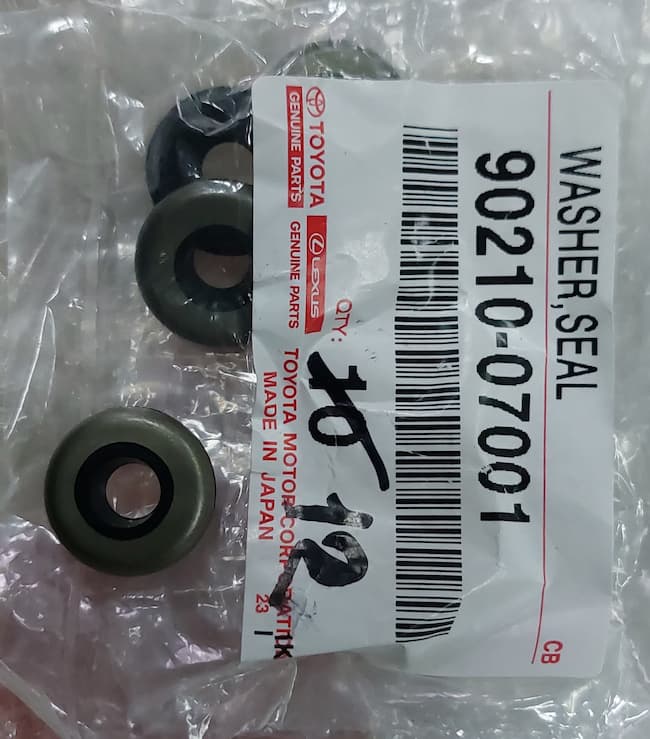 WASHER,SEAL
90210-07001
CB
QTY: 10
12
TOYOTA
GENUINE PARTS
LEXUS
GENUINE PARTS
TOYOTA MOTOR CORPORATION
MADE IN JAPAN
23